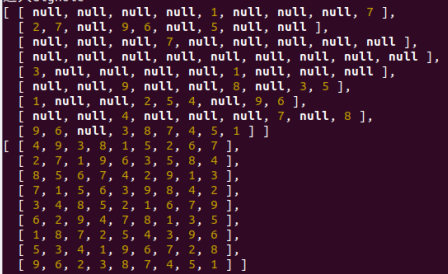 [ [ null, null, null, null, 1, null, null, null, 7 ],
[ 2, 7, null, 9, 6, 5, null, null ],
[ null, null, null, 7, null, null, null, null, null ],
[ null, null, null, null, null, null, null, null, null ],
[ 3, null, null, null, null, 1, null, null, null ],
[ null, null, 9, null, null, 8, null, 3, 5 ],
[ 1, null, null, 2, 5, 4, null, 9, 6 ],
[ null, null, 4, null, null, null, 7, null, 8 ],
[ 9, 6, null, 3, 8, 7, 4, 5, 1 ] ]
[ [ 4, 9, 3, 8, 1, 5, 2, 6, 7 ],
[ 2, 7, 1, 9, 6, 3, 5, 8, 4 ],
[ 8, 5, 6, 7, 4, 2, 9, 1, 3 ],
[ 7, 1, 5, 6, 3, 9, 8, 4, 2 ],
[ 3, 4, 8, 5, 2, 1, 6, 7, 9 ],
[ 6, 2, 9, 4, 7, 8, 1, 3, 5 ],
[ 1, 8, 7, 2, 5, 4, 3, 9, 6 ],
[ 5, 3, 4, 1, 9, 6, 7, 2, 8 ],
[ 9, 6, 2, 3, 8, 7, 4, 5, 1 ] ]